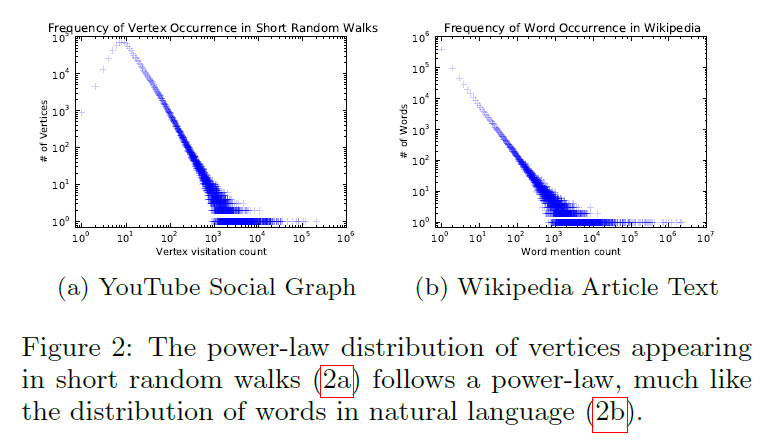 Frequency of Vertex Occurrence in Short Random Walks
10^5
10^4
10^3
10^2
10^1
10^0
# of Vertices
10^0 10^1 10^2 10^3 10^4 10^5 10^6
Vertex visitation count
Frequency of Word Occurrence in Wikipedia
10^6
10^5
10^4
10^3
10^2
10^1
10^0
# of Words
10^0 10^1 10^2 10^3 10^4 10^5 10^6 10^7
Word mention count
(a) YouTube Social Graph
(b) Wikipedia Article Text
Figure 2: The power-law distribution of vertices appearing
in short random walks (2a) follows a power-law, much like
the distribution of words in natural language (2b).